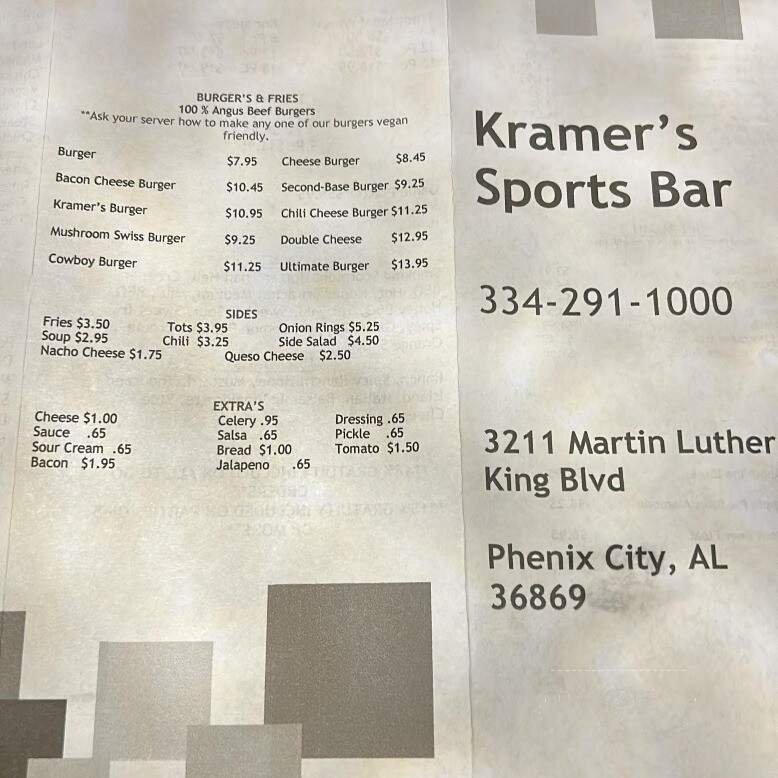 BURGER'S & FRIES
100 % Angus Beef Burgers
**Ask your server how to make any one of our burgers vegan
friendly.
Burger $7.95 Cheese Burger $8.45
Bacon Cheese Burger $10.45 Second-Base Burger $9.25
Kramer's Burger $10.95 Chili Cheese Burger $11.25
Mushroom Swiss Burger $9.25 Double Cheese $12.95
Cowboy Burger $11.25 Ultimate Burger $13.95
SIDES
Fries $3.50 Tots $3.95 Onion Rings $5.25
Soup $2.95 Chili $3.25 Side Salad $4.50
Nacho Cheese $1.75 Queso Cheese $2.50
EXTRA'S
Cheese $1.00 Celery .95 Dressing .65
Sauce .65 Salsa .65 Pickle .65
Sour Cream .65 Bread $1.00 Tomato $1.50
Bacon $1.95 Jalapeno .65
Kramer's
Sports Bar
334-291-1000
3211 Martin Luther
King Blvd
Phenix City, AL
36869